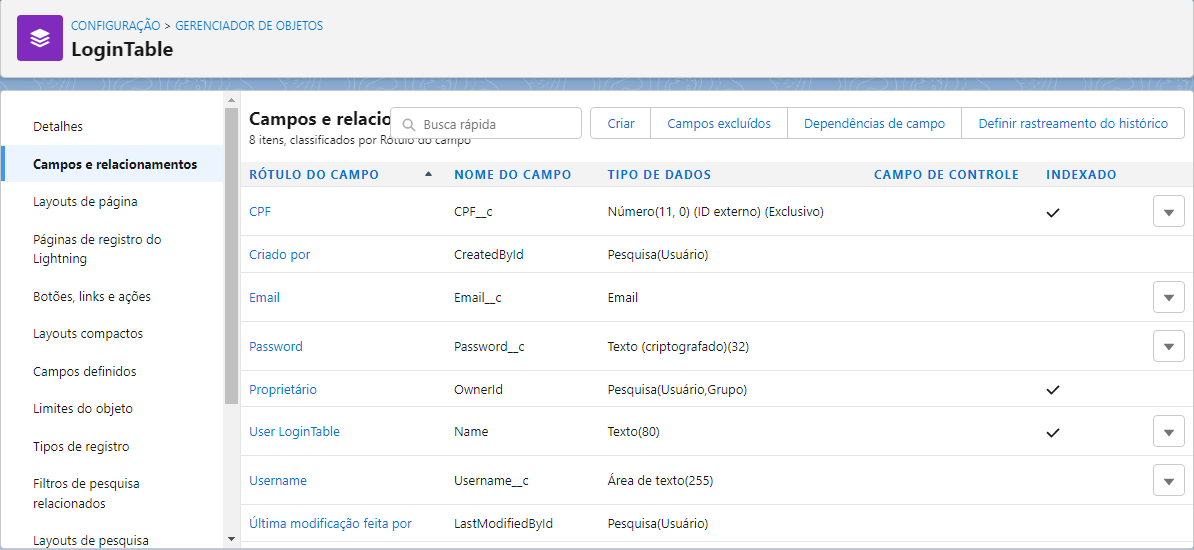 CONFIGURAÇÃO > GERENCIADOR DE OBJETOS
LoginTable
Detalhes
Campos e relacionamentos
Layouts de página
Páginas de registro do
Lightning
Botões, links e ações
Layouts compactos
Campos definidos
Limites do objeto
Tipos de registro
Filtros de pesquisa
relacionados
Layouts de pesquisa
Campos e relacio
8 itens, classificados por Rótulo do campo
Busca rápida
Criar
Campos excluídos
Dependências de campo
Definir rastreamento do histórico
RÓTULO DO CAMPO NOME DO CAMPO TIPO DE DADOS CAMPO DE CONTROLE INDEXADO
CPF CPF__c Número(11, 0) (ID externo) (Exclusivo)
Criado por CreatedById Pesquisa(Usuário)
Email Email__c Email
Password Password__c Texto (criptografado)(32)
Proprietário OwnerId Pesquisa(Usuário,Grupo)
User LoginTable Name Texto(80)
Username Username__c Área de texto(255)
Última modificação feita por LastModifiedById Pesquisa(Usuário)